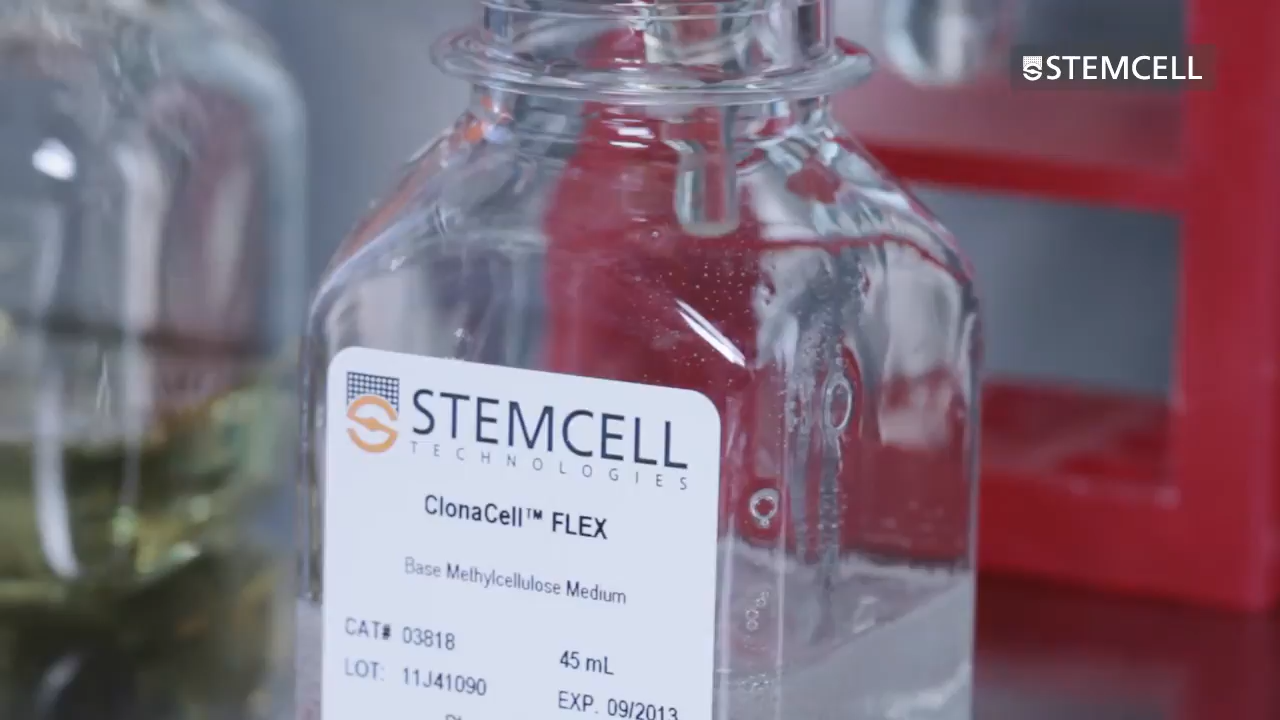 STEMCELL
STEMCELL
TECHNOLOGIES
ClonaCell™ FLEX
Base Methylcellulose Medium
CAT# 03818
45 mL
LOT: 11J41090
EXP. 09/2013